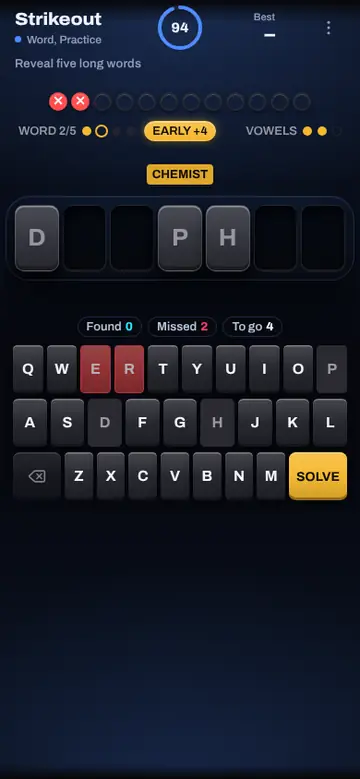 Strikeout
94
Best
–
Word, Practice
Reveal five long words
WORD 2/5
EARLY +4
VOWELS
CHEMIST
D P H
Found 0
Missed 2
To go 4
Q W E R T Y U I O P
A S D F G H J K L
Z X C V B N M SOLVE